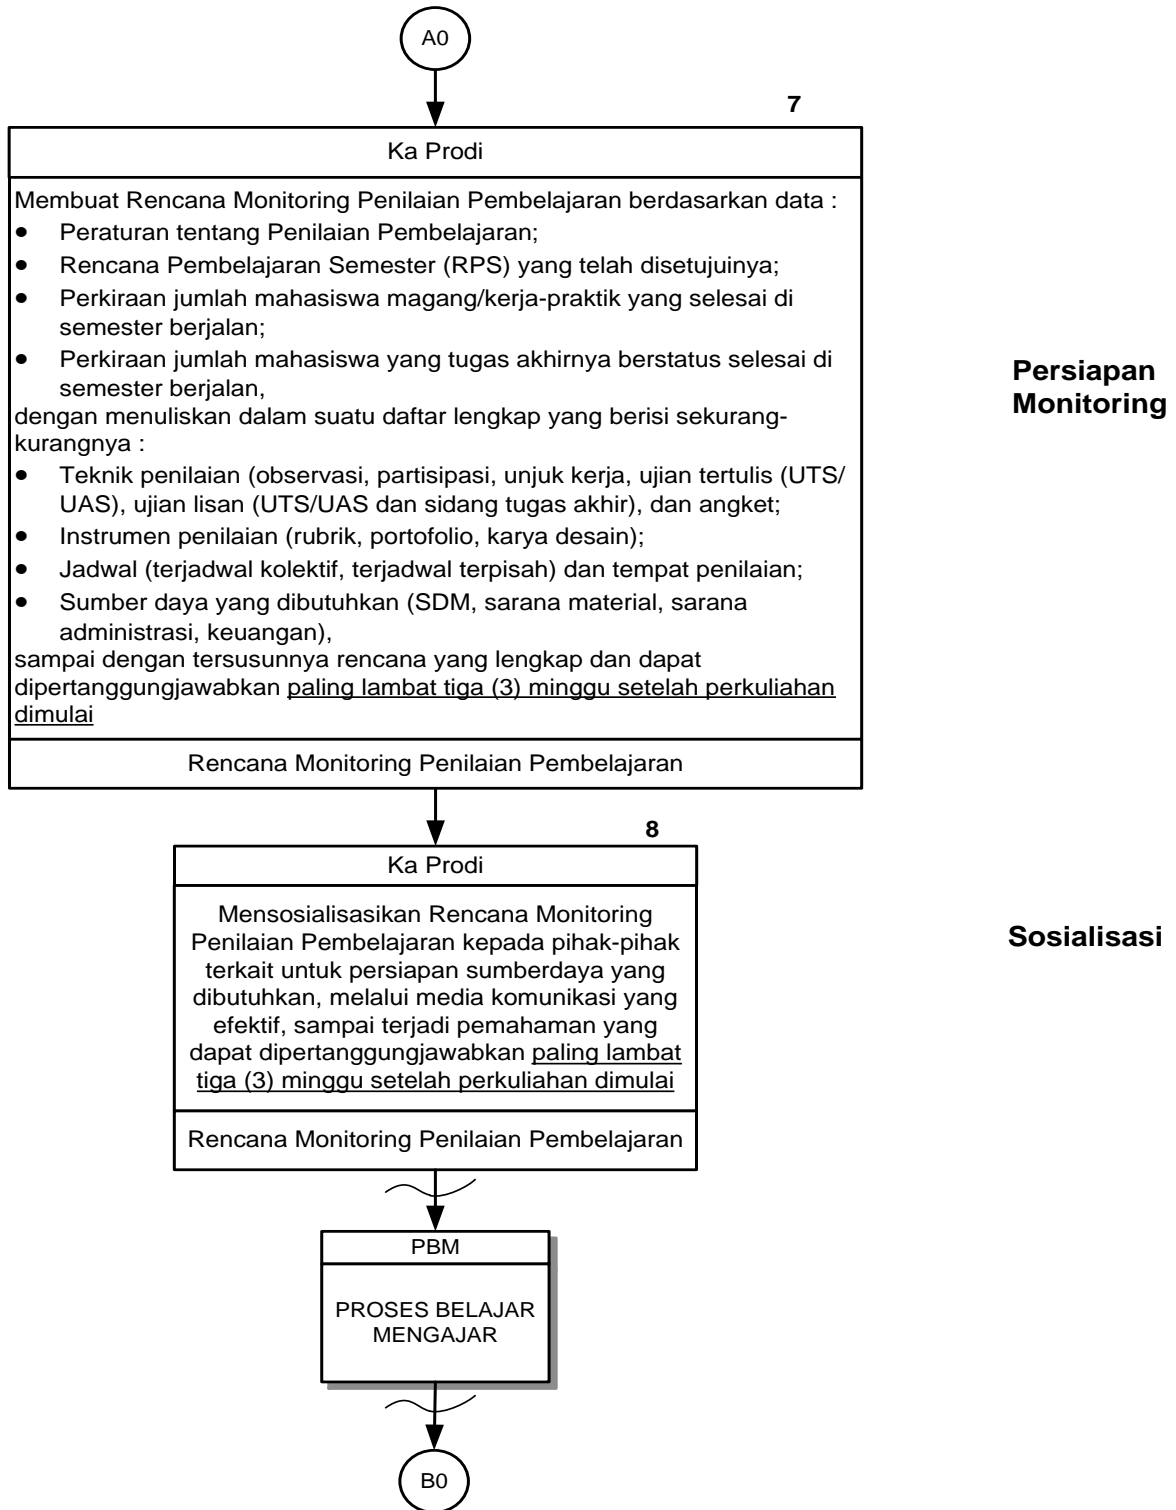 A0
7
Ka Prodi
Membuat Rencana Monitoring Penilaian Pembelajaran berdasarkan data :
• Peraturan tentang Penilaian Pembelajaran;
• Rencana Pembelajaran Semester (RPS) yang telah disetujuinya;
• Perkiraan jumlah mahasiswa magang/kerja-praktik yang selesai di
semester berjalan;
• Perkiraan jumlah mahasiswa yang tugas akhirnya berstatus selesai di
semester berjalan,
dengan menuliskan dalam suatu daftar lengkap yang berisi sekurang-
kurangnya :
• Teknik penilaian (observasi, partisipasi, unjuk kerja, ujian tertulis (UTS/
UAS), ujian lisan (UTS/UAS dan sidang tugas akhir), dan angket;
• Instrumen penilaian (rubrik, portofolio, karya desain);
• Jadwal (terjadwal kolektif, terjadwal terpisah) dan tempat penilaian;
• Sumber daya yang dibutuhkan (SDM, sarana material, sarana
administrasi, keuangan),
sampai dengan tersusunnya rencana yang lengkap dan dapat
dipertanggungjawabkan paling lambat tiga (3) minggu setelah perkuliahan
dimulai
Rencana Monitoring Penilaian Pembelajaran
Persiapan
Monitoring
8
Ka Prodi
Mensosialisasikan Rencana Monitoring
Penilaian Pembelajaran kepada pihak-pihak
terkait untuk persiapan sumberdaya yang
dibutuhkan, melalui media komunikasi yang
efektif, sampai terjadi pemahaman yang
dapat dipertanggungjawabkan paling lambat
tiga (3) minggu setelah perkuliahan dimulai
Rencana Monitoring Penilaian Pembelajaran
Sosialisasi
PBM
PROSES BELAJAR
MENGAJAR
B0